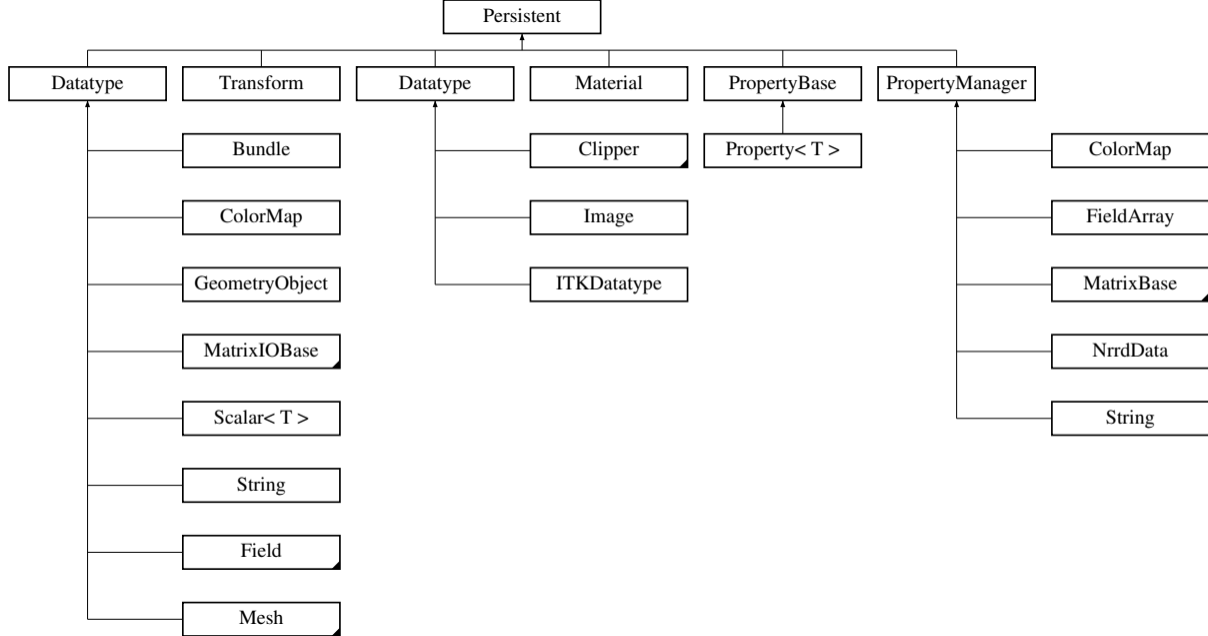 Persistent
Datatype Transform Datatype Material PropertyBase PropertyManager
Bundle Clipper Property< T > ColorMap
ColorMap Image FieldArray
GeometryObject ITKDatatype MatrixBase
MatrixIOBase NrrdData
Scalar< T > String
String
Field
Mesh